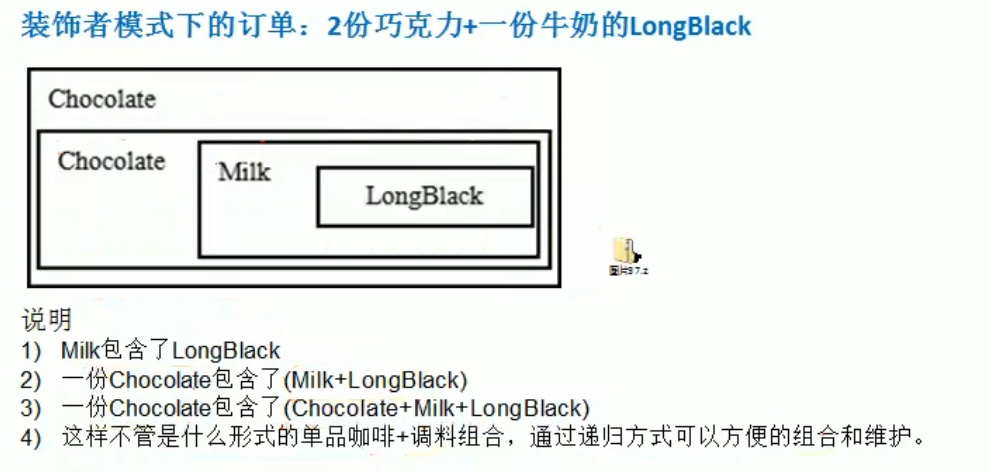 装饰者模式下的订单：2份巧克力+一份牛奶的LongBlack
Chocolate
Chocolate
Milk
LongBlack
图片37.z
说明
1) Milk包含了LongBlack
2) 一份Chocolate包含了(Milk+LongBlack)
3) 一份Chocolate包含了(Chocolate+Milk+LongBlack)
4) 这样不管是什么形式的单品咖啡+调料组合，通过递归方式可以方便的组合和维护。